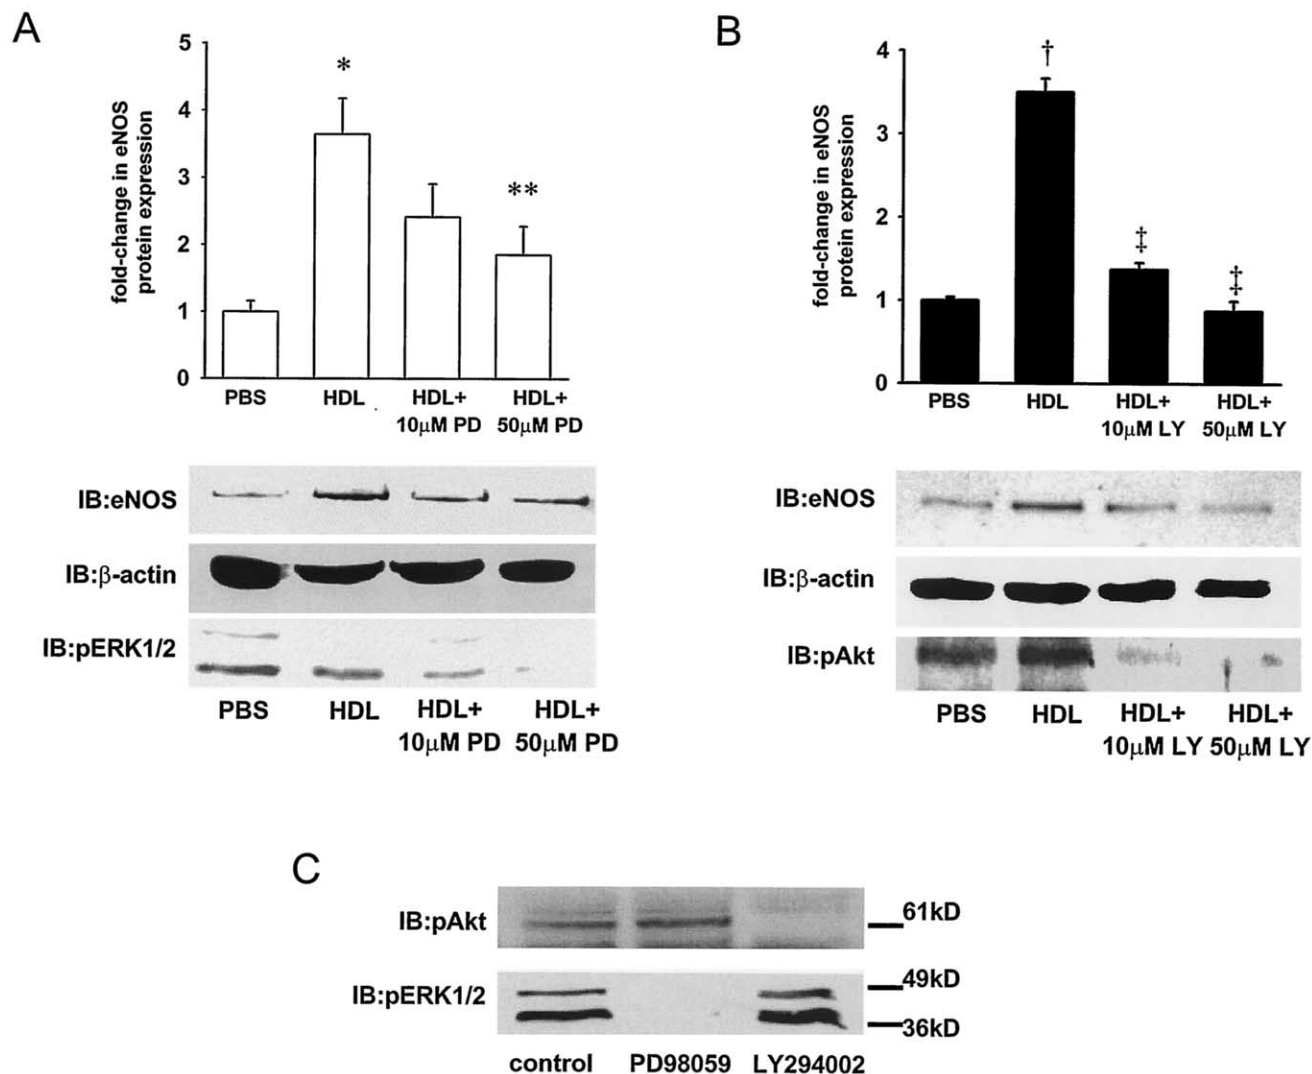 A
fold-change in eNOS
protein expression
5
4
3
2
1
0
*
**
PBS
HDL
HDL+
10μM PD
HDL+
50μM PD
IB:eNOS
IB:β-actin
IB:pERK1/2
PBS
HDL
HDL+
10μM PD
HDL+
50μM PD
B
fold-change in eNOS
protein expression
4
3
2
1
0
†
‡
‡
PBS
HDL
HDL+
10μM LY
HDL+
50μM LY
IB:eNOS
IB:β-actin
IB:pAkt
PBS
HDL
HDL+
10μM LY
HDL+
50μM LY
C
IB:pAkt
61kD
IB:pERK1/2
49kD
36kD
control
PD98059
LY294002